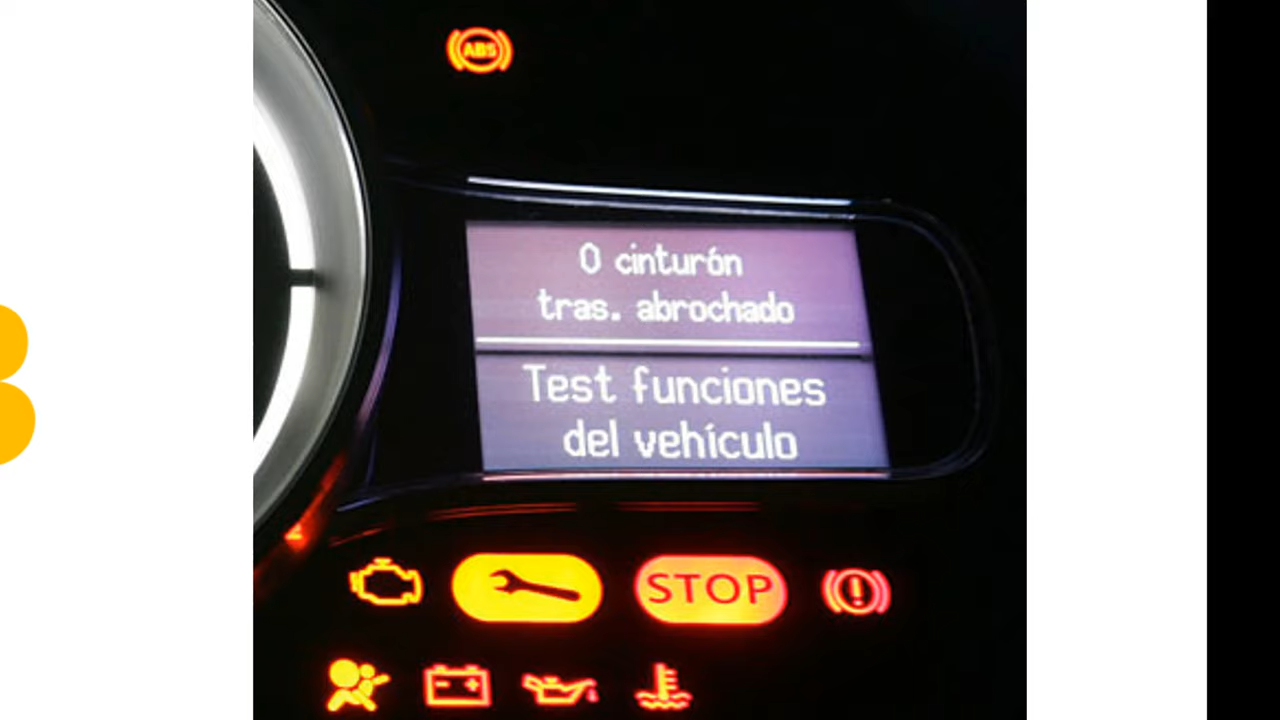 ABS
0 cinturón
tras. abrochado
Test funciones
del vehículo
STOP